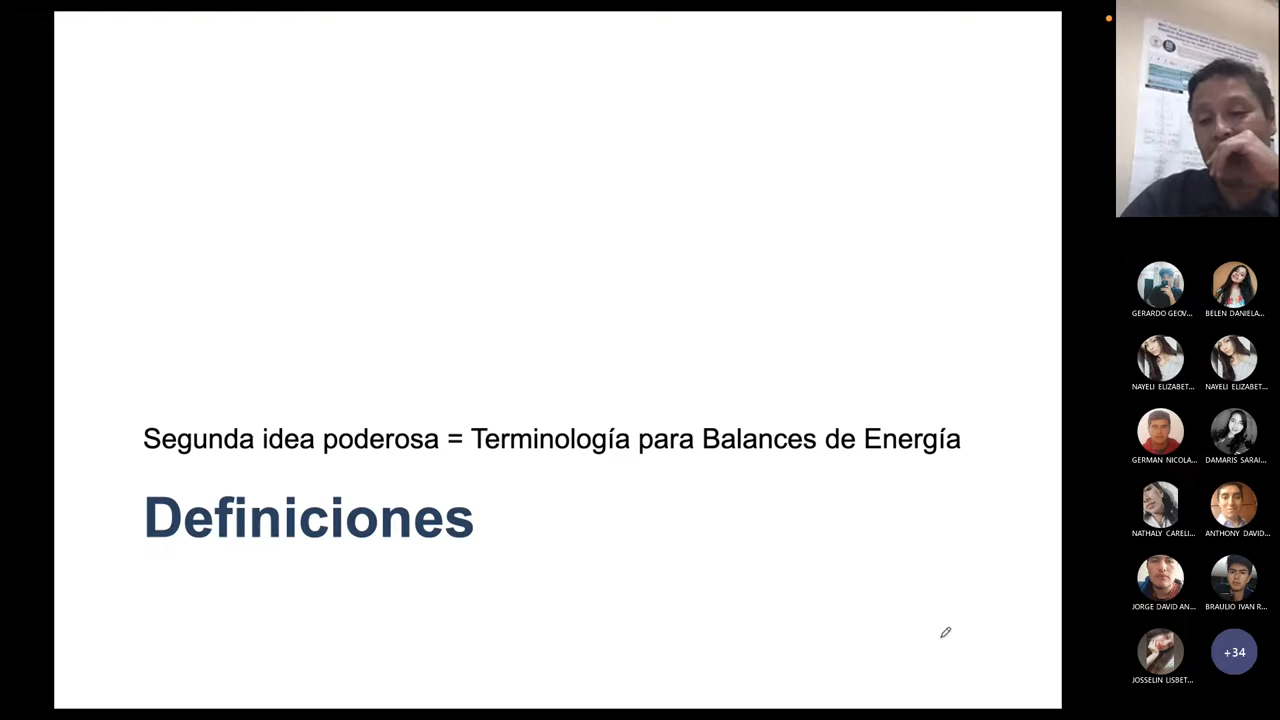 Segunda idea poderosa = Terminología para Balances de Energía
Definiciones
GERARDO GEOV...
BELEN DANIELA...
NAYELI ELIZABET...
NAYELI ELIZABET...
GERMAN NICOLA...
DAMARIS SARAI...
NATHALY CARELI...
ANTHONY DAVID...
JORGE DAVID AN...
BRAULIO IVAN R...
JOSSELIN LISBET...
+34